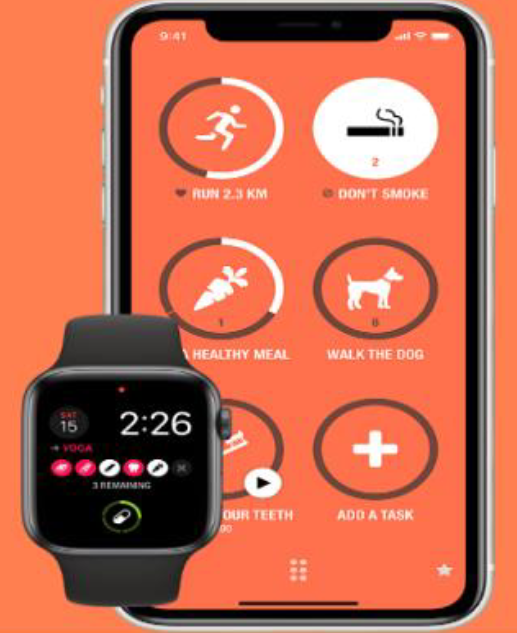 9:41
2
RUN 2.3 KM
DON'T SMOKE
1
6
HEALTHY MEAL
WALK THE DOG
OUR TEETH
ADD A TASK
SAT
15
2:26
YOGA
3 REMAINING